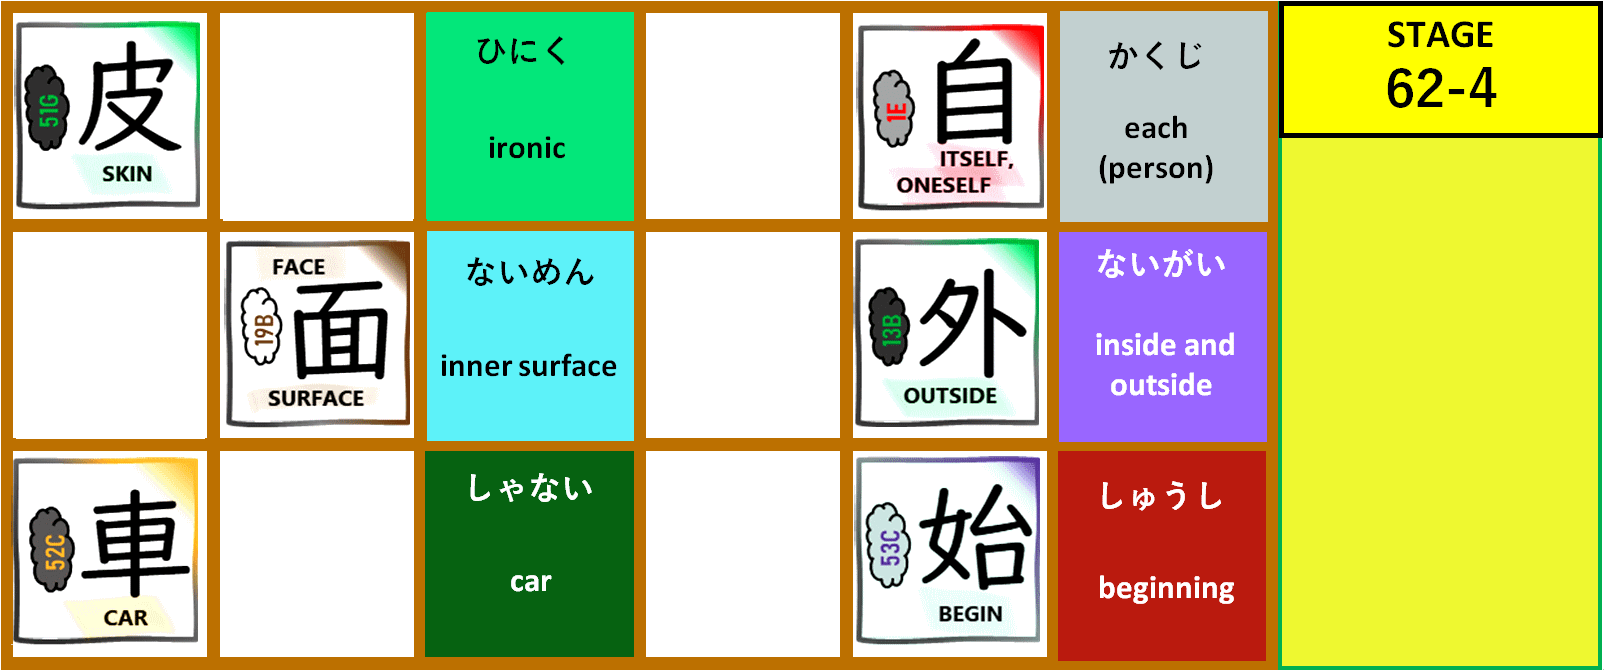 51G
皮
SKIN
ひにく
ironic
1E
自
ITSELF,
ONESELF
かくじ
each
(person)
STAGE
62-4
FACE
19B
面
SURFACE
ないめん
inner surface
13B
外
OUTSIDE
ないがい
inside and
outside
52C
車
CAR
しゃない
car
53C
始
BEGIN
しゅうし
beginning